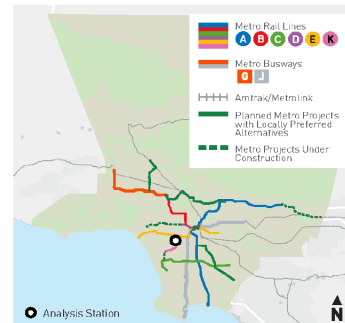 Metro Rail Lines
A B C D E K
Metro Busways
G J
Amtrak/Metrolink
Planned Metro Projects
with Locally Preferred
Alternatives
Metro Projects Under
Construction
Analysis Station
N